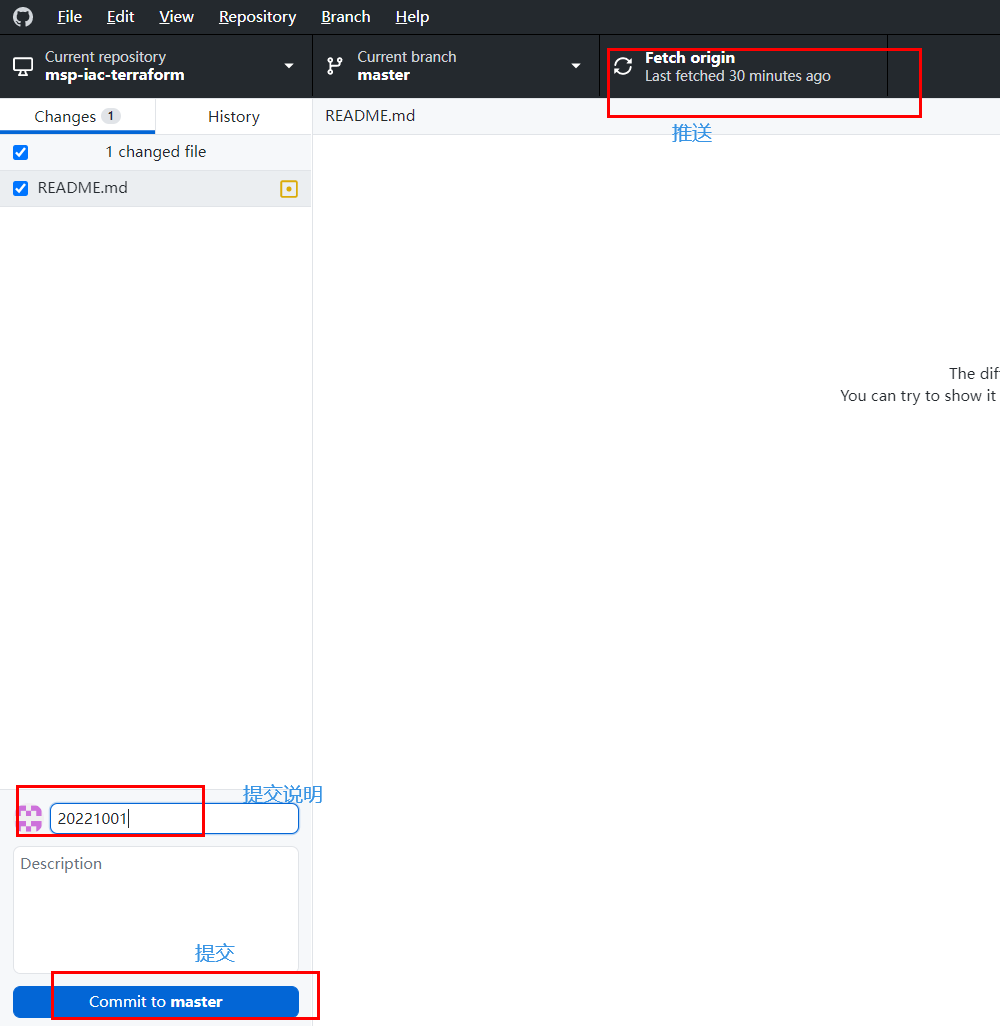 File Edit View Repository Branch Help
Current repository
msp-iac-terraform
Current branch
master
Fetch origin
Last fetched 30 minutes ago
推送
Changes 1
History
README.md
1 changed file
README.md
The dif
You can try to show it
提交说明
20221001
Description
提交
Commit to master